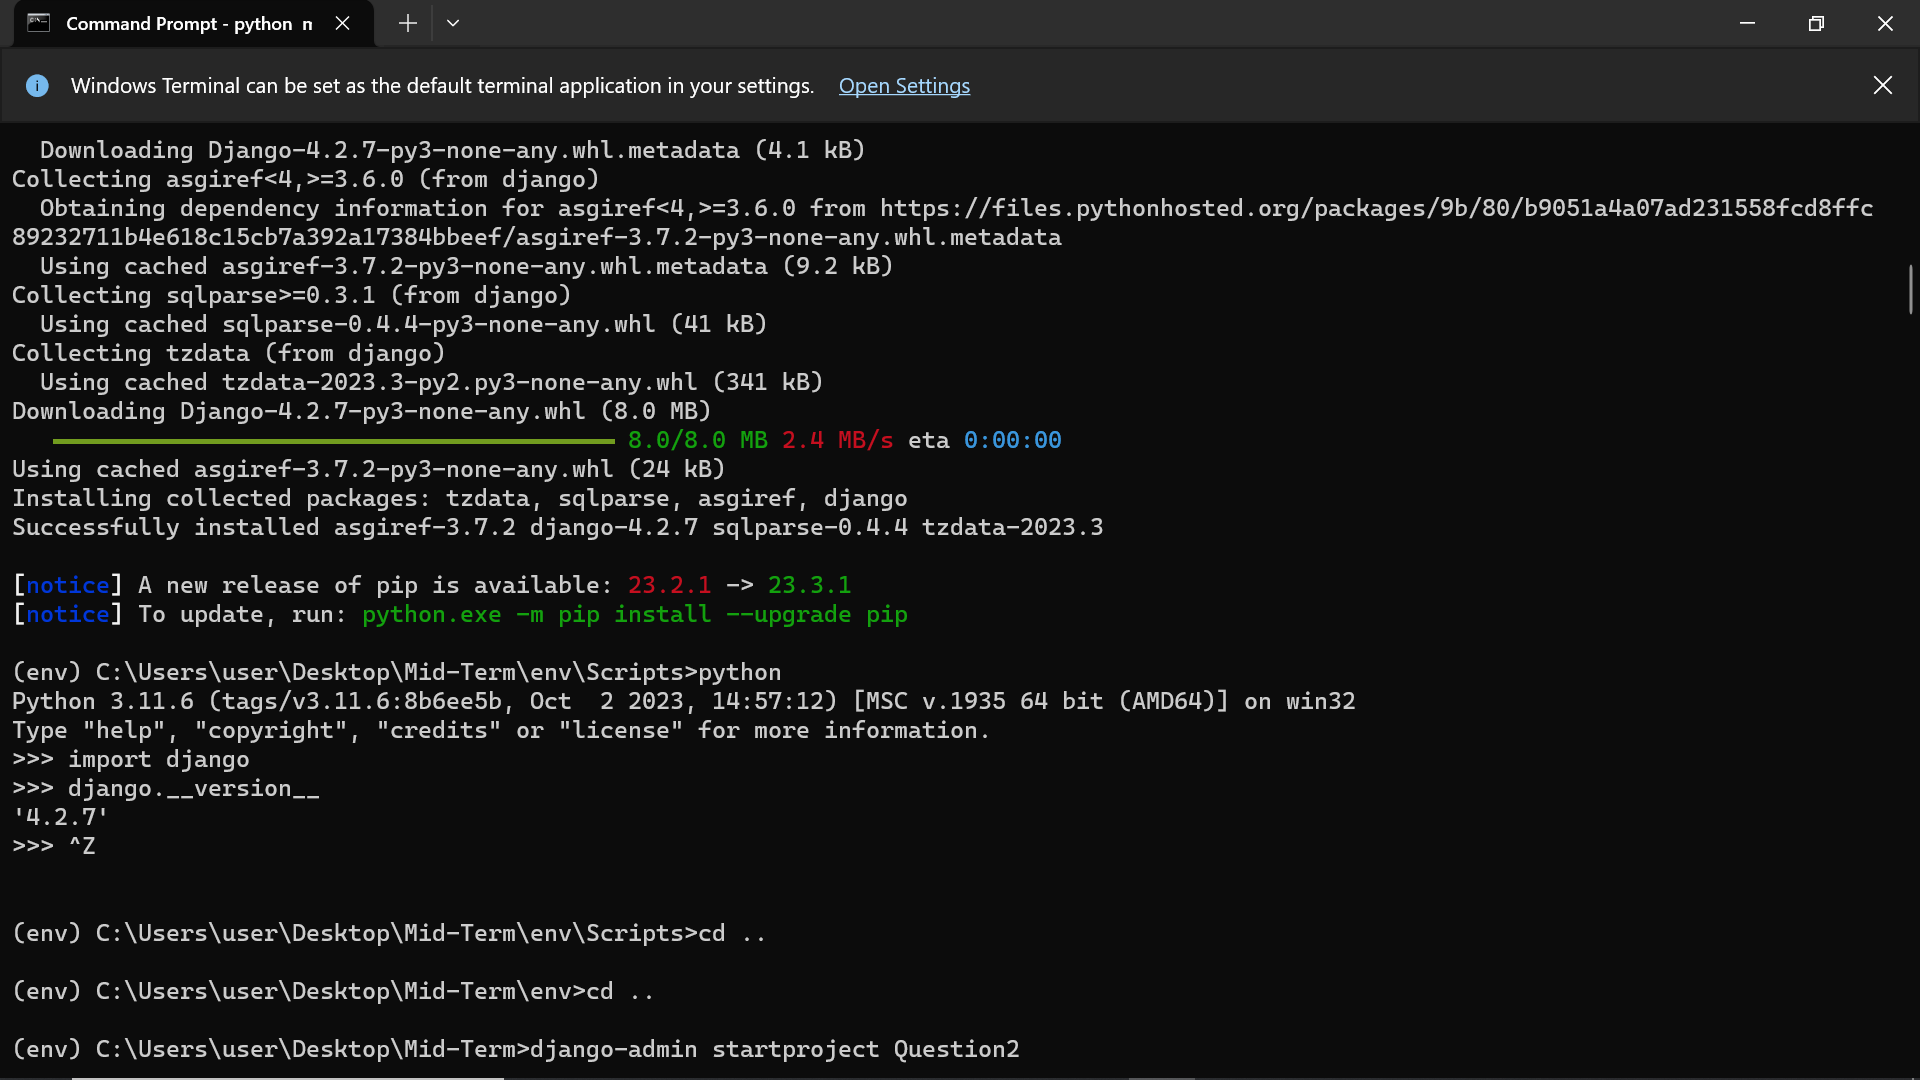 Command Prompt - python  n
Windows Terminal can be set as the default terminal application in your settings. Open Settings
  Downloading Django-4.2.7-py3-none-any.whl.metadata (4.1 kB)
Collecting asgiref<4,>=3.6.0 (from django)
  Obtaining dependency information for asgiref<4,>=3.6.0 from https://files.pythonhosted.org/packages/9b/80/b9051a4a07ad231558fcd8ffc
89232711b4e618c15cb7a392a17384bbeef/asgiref-3.7.2-py3-none-any.whl.metadata
  Using cached asgiref-3.7.2-py3-none-any.whl.metadata (9.2 kB)
Collecting sqlparse>=0.3.1 (from django)
  Using cached sqlparse-0.4.4-py3-none-any.whl (41 kB)
Collecting tzdata (from django)
  Using cached tzdata-2023.3-py2.py3-none-any.whl (341 kB)
Downloading Django-4.2.7-py3-none-any.whl (8.0 MB)
8.0/8.0 MB 2.4 MB/s eta 0:00:00
Using cached asgiref-3.7.2-py3-none-any.whl (24 kB)
Installing collected packages: tzdata, sqlparse, asgiref, django
Successfully installed asgiref-3.7.2 django-4.2.7 sqlparse-0.4.4 tzdata-2023.3
[notice] A new release of pip is available: 23.2.1 -> 23.3.1
[notice] To update, run: python.exe -m pip install --upgrade pip
(env) C:\Users\user\Desktop\Mid-Term\env\Scripts>python
Python 3.11.6 (tags/v3.11.6:8b6ee5b, Oct  2 2023, 14:57:12) [MSC v.1935 64 bit (AMD64)] on win32
Type "help", "copyright", "credits" or "license" for more information.
>>> import django
>>> django.__version__
'4.2.7'
>>> ^Z
(env) C:\Users\user\Desktop\Mid-Term\env\Scripts>cd ..
(env) C:\Users\user\Desktop\Mid-Term\env>cd ..
(env) C:\Users\user\Desktop\Mid-Term>django-admin startproject Question2